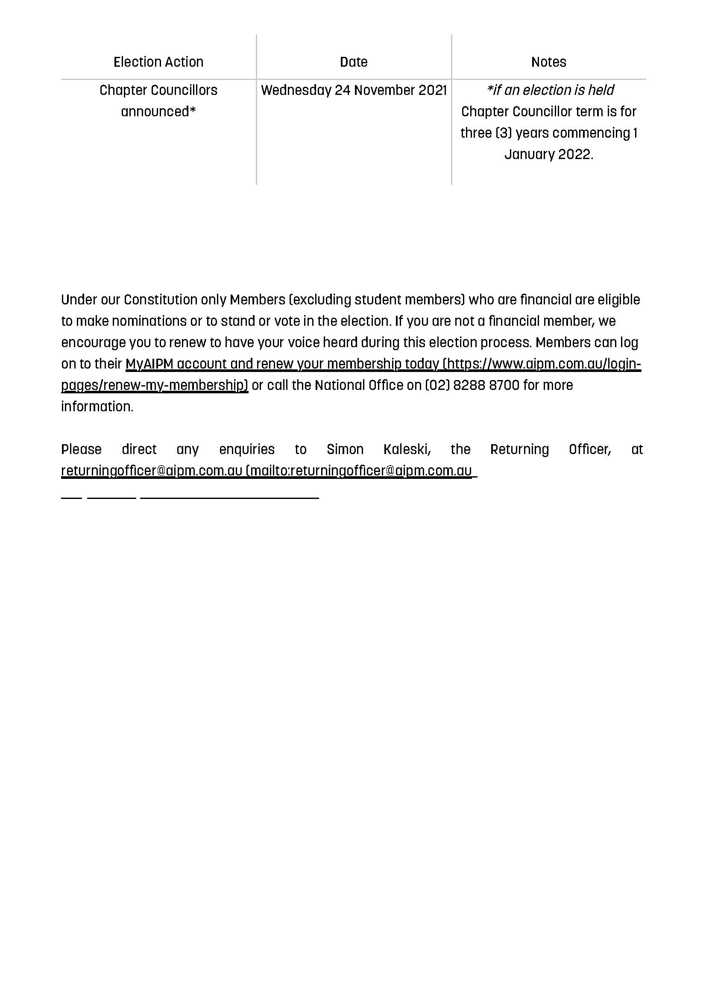 Election Action Date Notes
Chapter Councillors Wednesday 24 November 2021 *if an election is held
announced* Chapter Councillor term is for
three (3) years commencing 1
January 2022.
Under our Constitution only Members (excluding student members) who are financial are eligible
to make nominations or to stand or vote in the election. If you are not a financial member, we
encourage you to renew to have your voice heard during this election process. Members can log
on to their MyAIPM account and renew your membership today (https://www.aipm.com.au/login-
pages/renew-my-membership) or call the National Office on (02) 8288 8700 for more
information.
Please direct any enquiries to Simon Kaleski, the Returning Officer, at
returningofficer@aipm.com.au (mailto:returningofficer@aipm.com.au